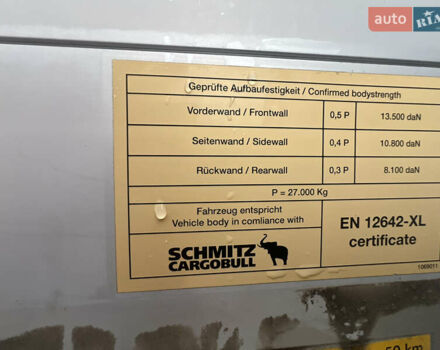 auto RIA
Geprüfte Aufbaufestigkeit / Confirmed bodystrength
Vorderwand / Frontwall 0,5 P 13.500 daN
Seitenwand / Sidewall 0,4 P 10.800 daN
Rückwand / Rearwall 0,3 P 8.100 daN
P = 27.000 Kg
Fahrzeug entspricht
Vehicle body in comliance with
EN 12642-XL
certificate
SCHMITZ
CARGOBULL
1069011
50 km